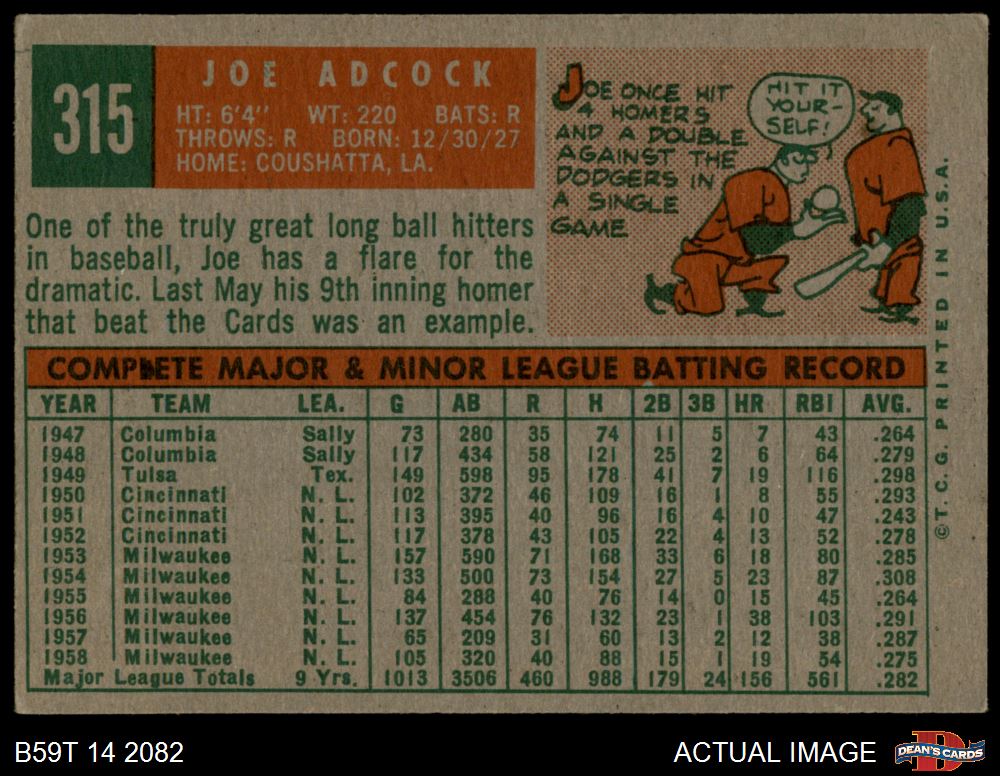 315
JOE ADCOCK
HT: 6'4" WT: 220 BATS: R
THROWS: R BORN: 12/30/27
HOME: COUSHATTA, LA.
JOE ONCE HIT
4 HOMERS
AND A DOUBLE
AGAINST THE
DODGERS IN
A SINGLE
GAME
HIT IT
YOUR-
SELF!
One of the truly great long ball hitters
in baseball, Joe has a flare for the
dramatic. Last May his 9th inning homer
that beat the Cards was an example.
COMPLETE MAJOR & MINOR LEAGUE BATTING RECORD
YEAR TEAM LEA. G AB R H 2B 3B HR RBI AVG.
1947 Columbia Sally 73 280 35 74 11 5 7 43 .264
1948 Columbia Sally 117 434 58 121 25 2 6 64 .279
1949 Tulsa Tex. 149 598 95 178 41 7 19 116 .298
1950 Cincinnati N. L. 102 372 46 109 16 1 8 55 .293
1951 Cincinnati N. L. 113 395 40 96 16 4 10 47 .243
1952 Cincinnati N. L. 117 378 43 105 22 4 13 52 .278
1953 Milwaukee N. L. 157 590 71 168 33 6 18 80 .285
1954 Milwaukee N. L. 133 500 73 154 27 5 23 87 .308
1955 Milwaukee N. L. 84 288 40 76 14 0 15 45 .264
1956 Milwaukee N. L. 137 454 76 132 23 1 38 103 .291
1957 Milwaukee N. L. 65 209 31 60 13 2 12 38 .287
1958 Milwaukee N. L. 105 320 40 88 15 1 19 54 .275
Major League Totals 9 Yrs. 1013 3506 460 988 179 24 156 561 .282
©T. C. G. PRINTED IN U.S.A.
B59T 14 2082
ACTUAL IMAGE
DEAN'S CARDS